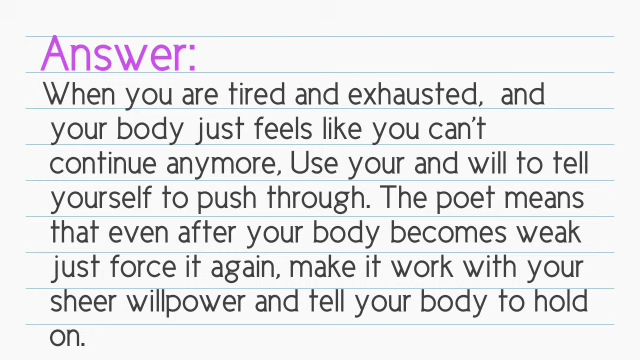 Answer:
When you are tired and exhausted, and
your body just feels like you can't
continue anymore, Use your and will to tell
yourself to push through. The poet means
that even after your body becomes weak
just force it again, make it work with your
sheer willpower and tell your body to hold
on.